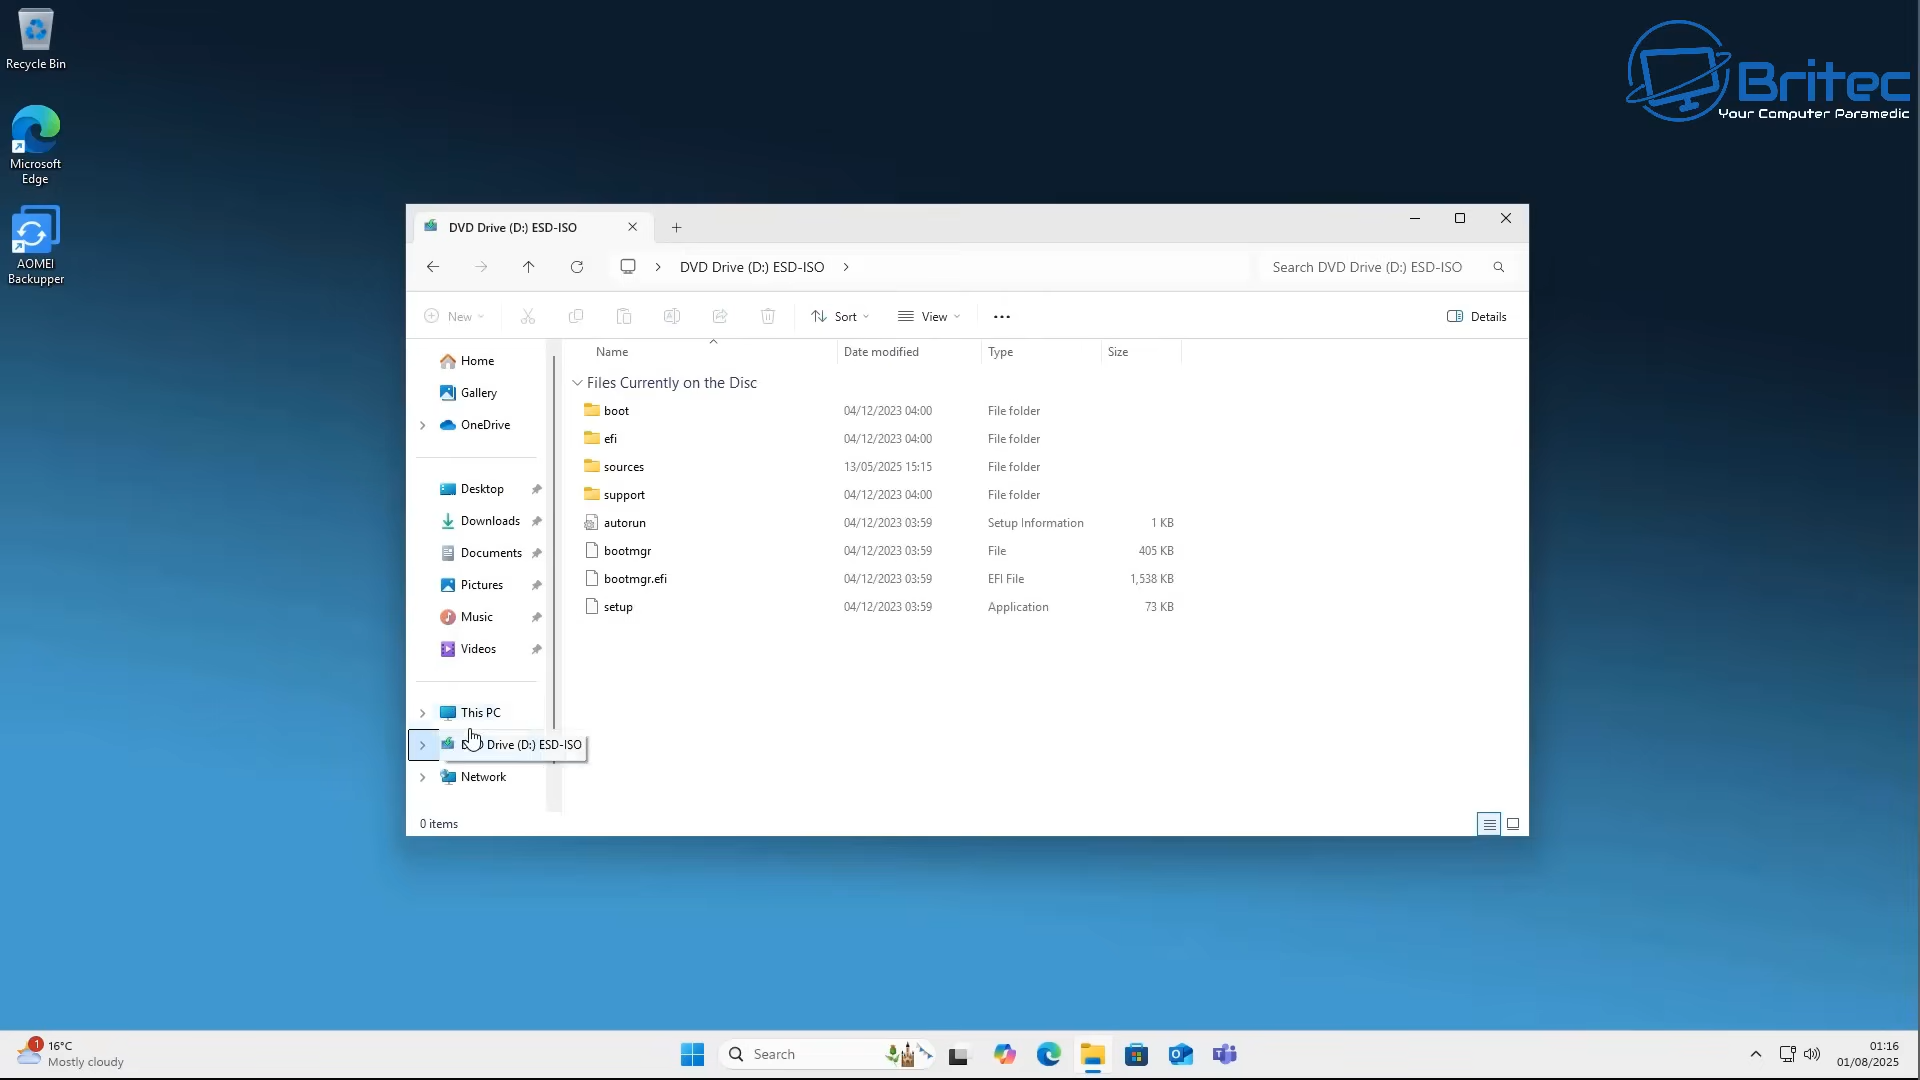 Recycle Bin
Microsoft
Edge
AOMEI
Backupper
Britec
Your Computer Paramedic
DVD Drive (D:) ESD-ISO
DVD Drive (D:) ESD-ISO
Search DVD Drive (D:) ESD-ISO
New
Sort
View
Details
Home
Gallery
OneDrive
Desktop
Downloads
Documents
Pictures
Music
Videos
This PC
Drive (D:) ESD-ISO
Network
Name Date modified Type Size
Files Currently on the Disc
boot 04/12/2023 04:00 File folder
efi 04/12/2023 04:00 File folder
sources 13/05/2025 15:15 File folder
support 04/12/2023 04:00 File folder
autorun 04/12/2023 03:59 Setup Information 1 KB
bootmgr 04/12/2023 03:59 File 405 KB
bootmgr.efi 04/12/2023 03:59 EFI File 1,538 KB
setup 04/12/2023 03:59 Application 73 KB
0 items
1
16°C
Mostly cloudy
Search
01:16
01/08/2025